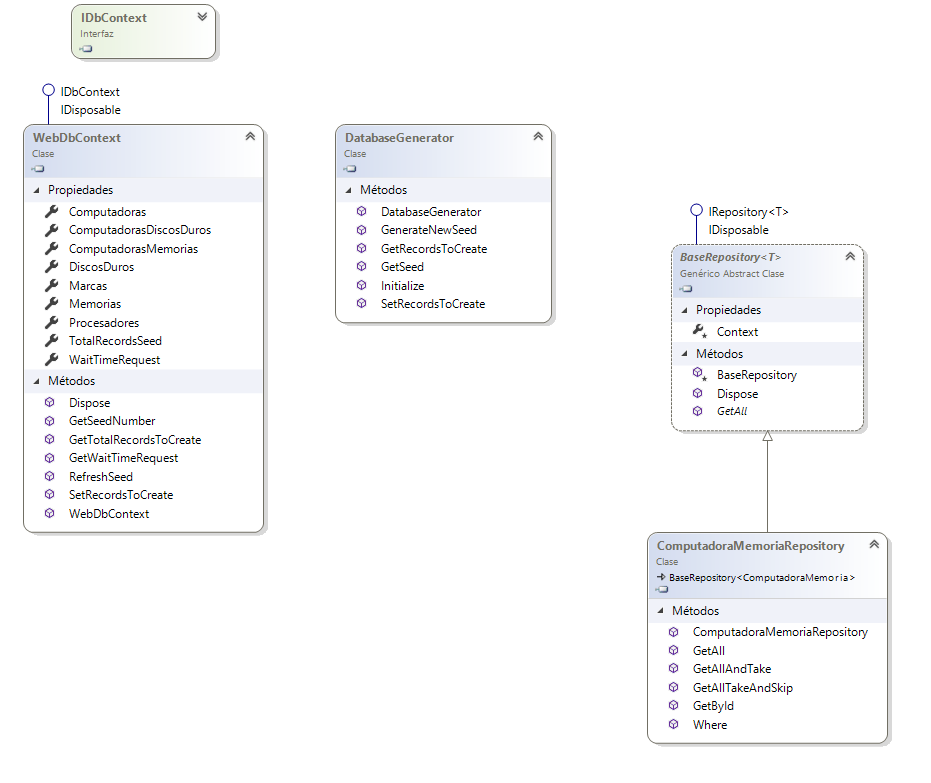 IDbContext
Interfaz
IDbContext
IDisposable
WebDbContext
Clase
Propiedades
Computadoras
ComputadorasDiscosDuros
ComputadorasMemorias
DiscosDuros
Marcas
Memorias
Procesadores
TotalRecordsSeed
WaitTimeRequest
Métodos
Dispose
GetSeedNumber
GetTotalRecordsToCreate
GetWaitTimeRequest
RefreshSeed
SetRecordsToCreate
WebDbContext
DatabaseGenerator
Clase
Métodos
DatabaseGenerator
GenerateNewSeed
GetRecordsToCreate
GetSeed
Initialize
SetRecordsToCreate
IRepository<T>
IDisposable
BaseRepository<T>
Genérico Abstract Clase
Propiedades
Context
Métodos
BaseRepository
Dispose
GetAll
ComputadoraMemoriaRepository
Clase
BaseRepository<ComputadoraMemoria>
Métodos
ComputadoraMemoriaRepository
GetAll
GetAllAndTake
GetAllTakeAndSkip
GetById
Where